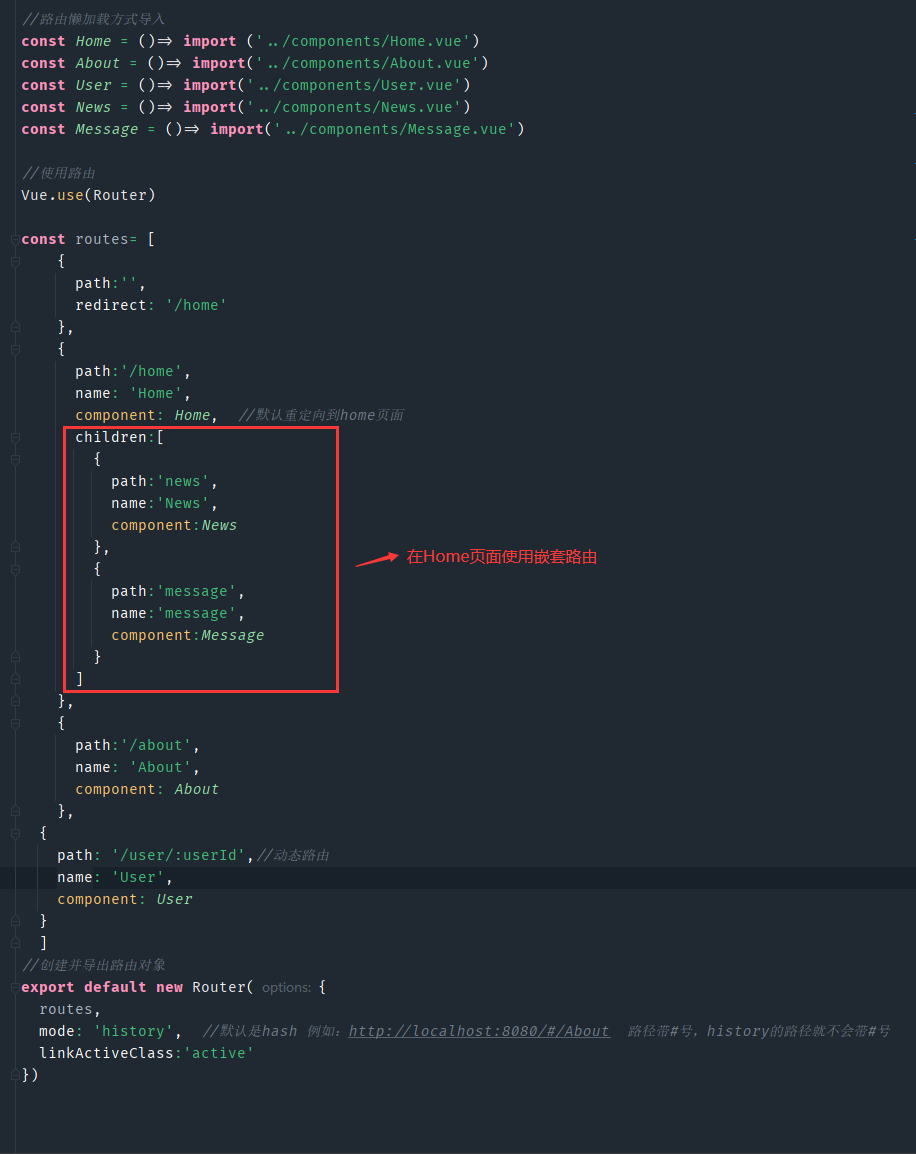 //路由懒加载方式导入
const Home = ()=> import ('../components/Home.vue')
const About = ()=> import('../components/About.vue')
const User = ()=> import('../components/User.vue')
const News = ()=> import('../components/News.vue')
const Message = ()=> import('../components/Message.vue')
//使用路由
Vue.use(Router)
const routes= [
{
path:'',
redirect: '/home'
},
{
path:'/home',
name: 'Home',
component: Home, //默认重定向到home页面
children:[
{
path:'news',
name:'News',
component:News
},
{
path:'message',
name:'message',
component:Message
}
]
在Home页面使用嵌套路由
},
{
path:'/about',
name: 'About',
component: About
},
{
path: '/user/:userId',//动态路由
name: 'User',
component: User
}
]
//创建并导出路由对象
export default new Router( options: {
routes,
mode: 'history', //默认是hash 例如：http://localhost:8080/#/About 路径带#号，history的路径就不会带#号
linkActiveClass:'active'
})